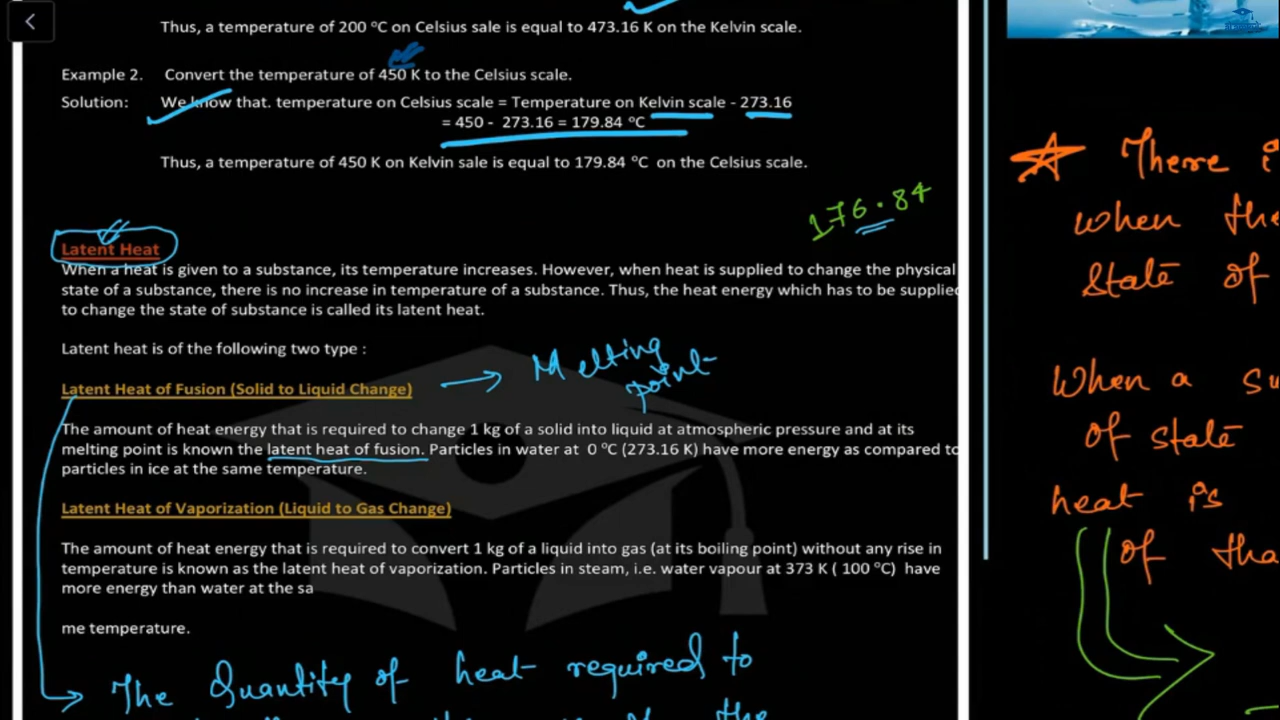 Thus, a temperature of 200 °C on Celsius sale is equal to 473.16 K on the Kelvin scale.
Example 2. Convert the temperature of 450 K to the Celsius scale.
Solution: We know that. temperature on Celsius scale = Temperature on Kelvin scale - 273.16
= 450 - 273.16 = 179.84 °C
Thus, a temperature of 450 K on Kelvin sale is equal to 179.84 °C on the Celsius scale.
176.84
Latent Heat
When a heat is given to a substance, its temperature increases. However, when heat is supplied to change the physical
state of a substance, there is no increase in temperature of a substance. Thus, the heat energy which has to be supplied
to change the state of substance is called its latent heat.
Latent heat is of the following two type :
Latent Heat of Fusion (Solid to Liquid Change)
Melting
point
The amount of heat energy that is required to change 1 kg of a solid into liquid at atmospheric pressure and at its
melting point is known the latent heat of fusion. Particles in water at 0 °C (273.16 K) have more energy as compared to
particles in ice at the same temperature.
Latent Heat of Vaporization (Liquid to Gas Change)
The amount of heat energy that is required to convert 1 kg of a liquid into gas (at its boiling point) without any rise in
temperature is known as the latent heat of vaporization. Particles in steam, i.e. water vapour at 373 K ( 100 °C) have
more energy than water at the sa
me temperature.
The Quantity of heat required to
the
There i
when the
State of
When a su
of state
heat is
of tha